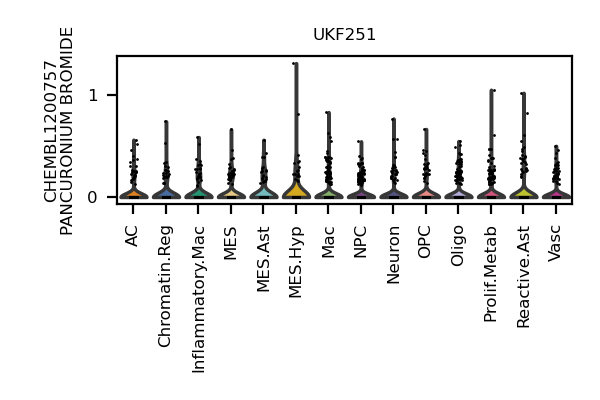 UKF251
CHEMBL1200757
PANCURONIUM BROMIDE
1
0
AC
Chromatin.Reg
Inflammatory.Mac
MES
MES.Ast
MES.Hyp
Mac
NPC
Neuron
OPC
Oligo
Prolif.Metab
Reactive.Ast
Vasc